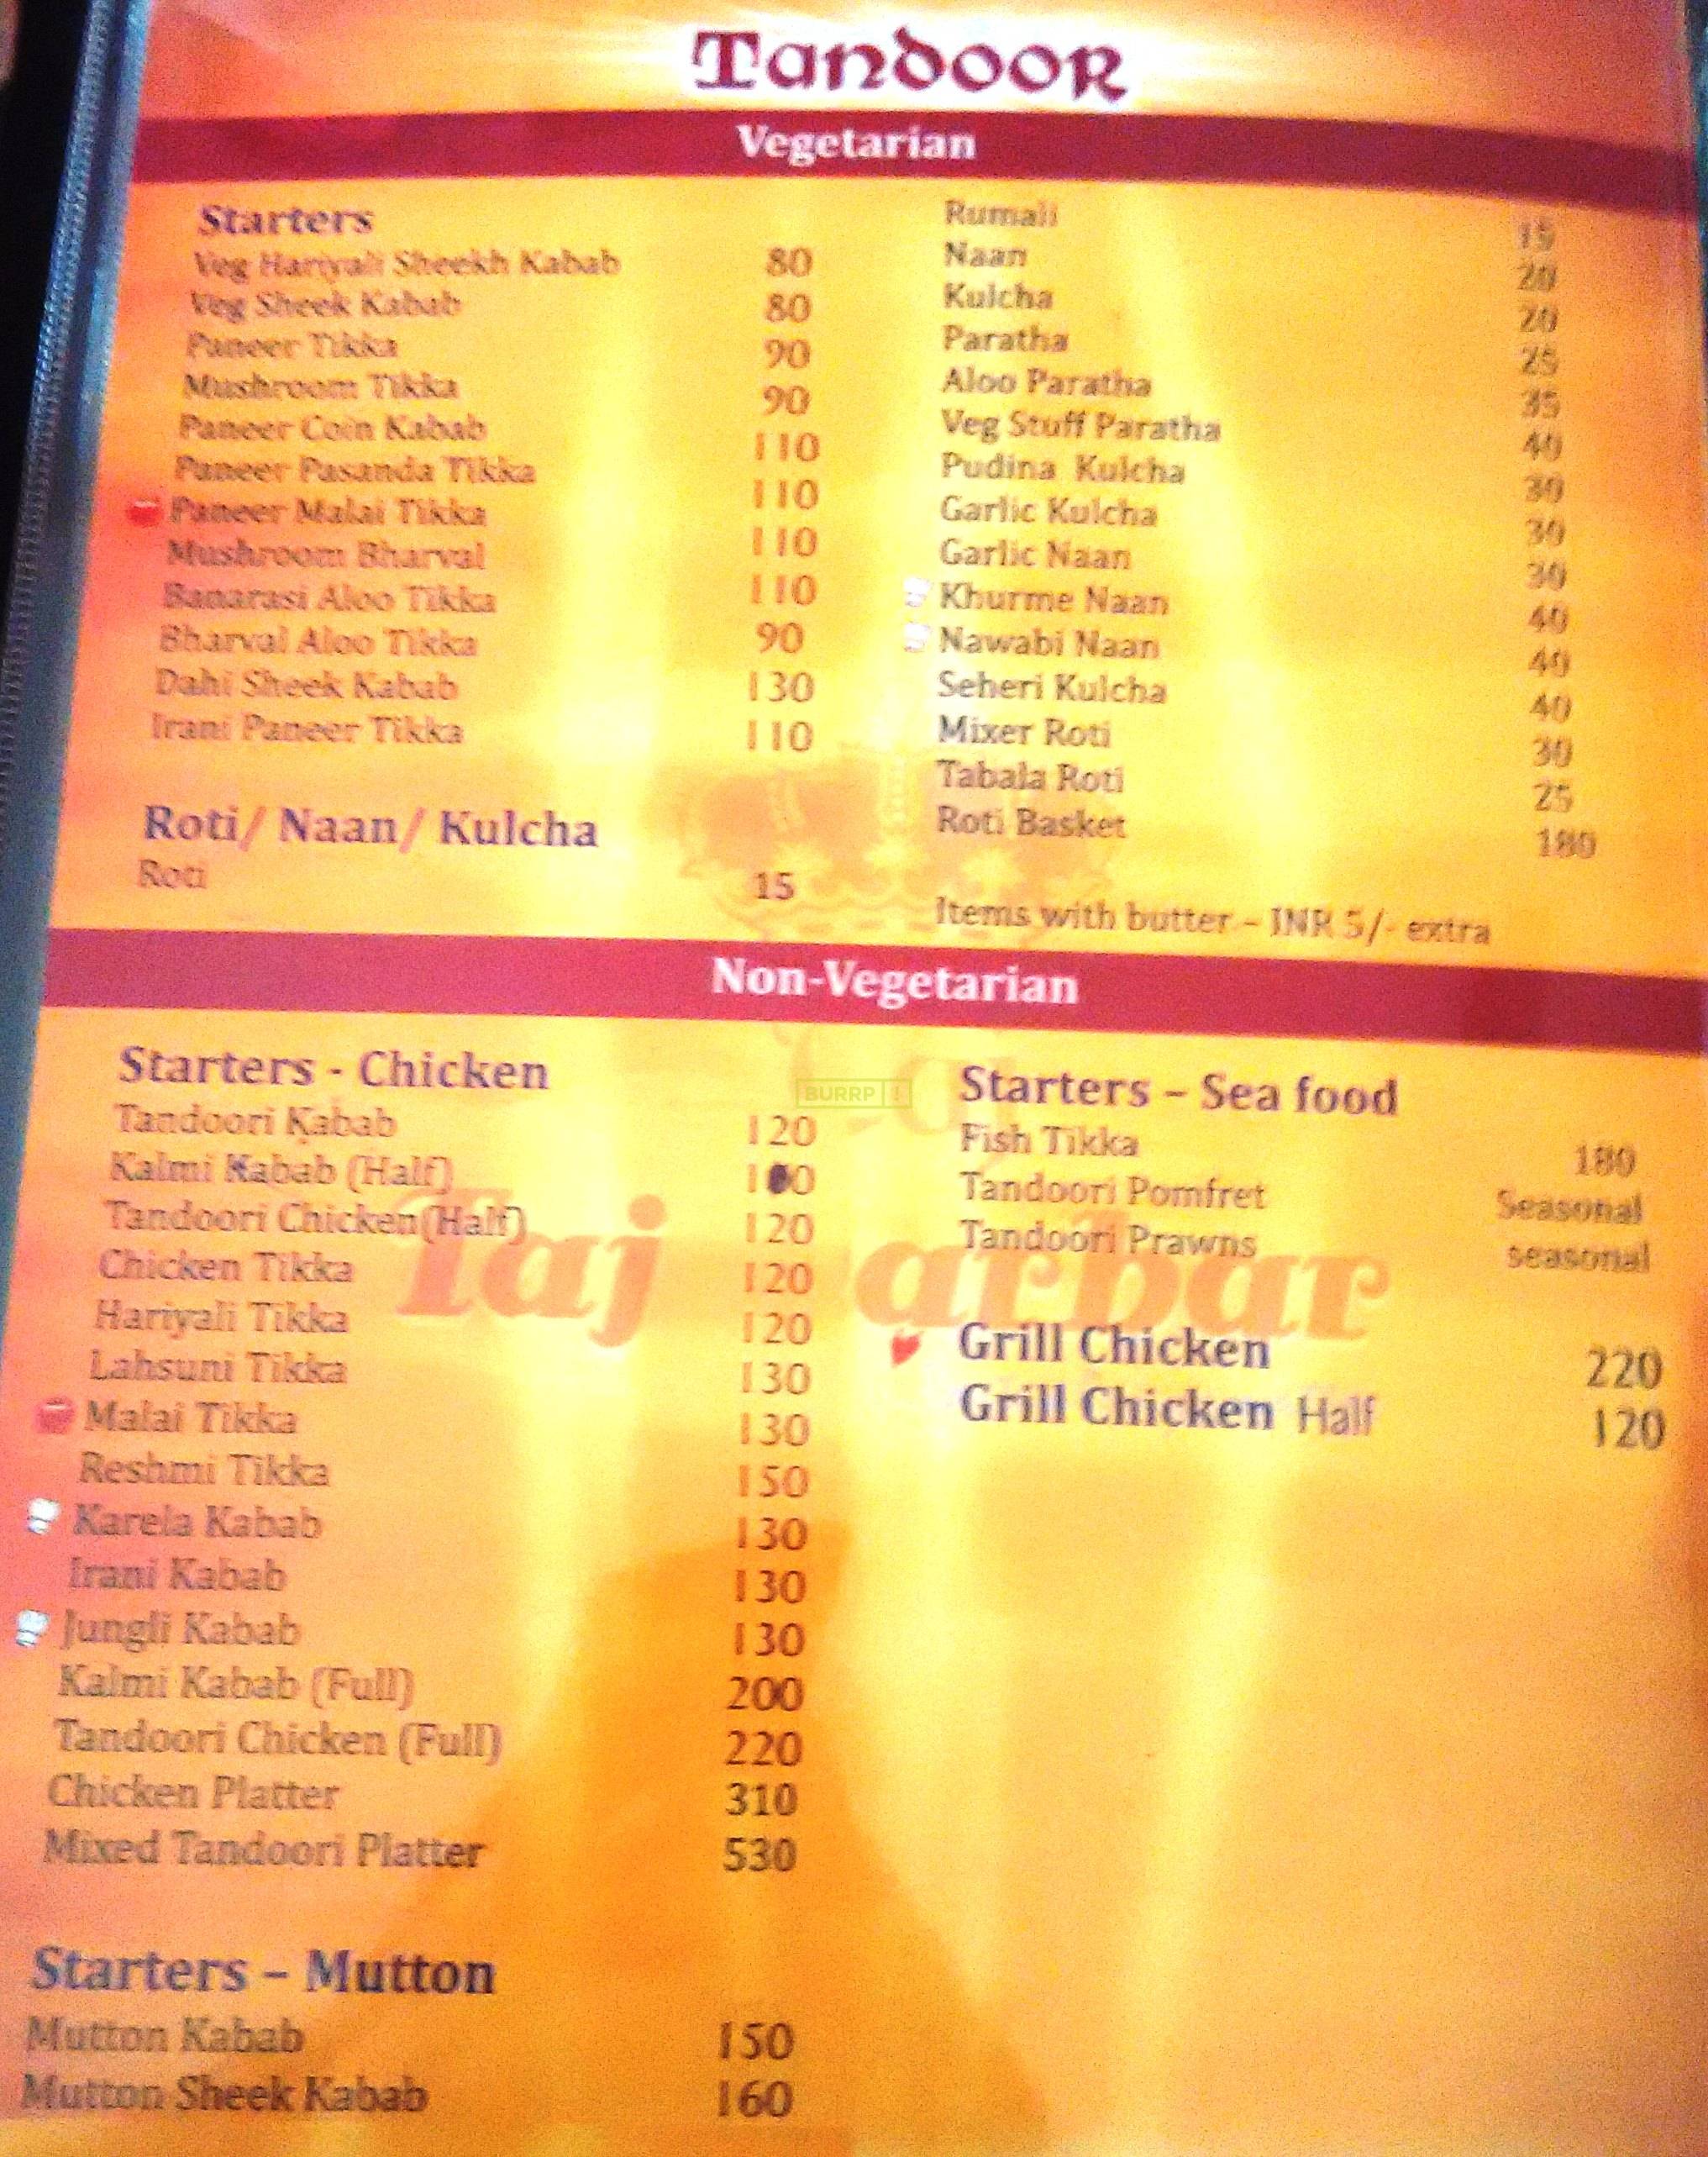 Tandoor
Vegetarian
Starters
Veg Hariyali Sheekh Kabab 80
Veg Sheek Kabab 80
Paneer Tikka 90
Mushroom Tikka 90
Paneer Coin Kabab 110
Paneer Pasanda Tikka 110
Paneer Malai Tikka
Mushroom Bharval 110
Banarasi Aloo Tikka 110
Bharval Aloo Tikka 90
Dahi Sheek Kabab 130
Irani Paneer Tikka 110
Roti/ Naan/ Kulcha
Roti 15
Rumali 15
Naan 20
Kulcha 20
Paratha 25
Aloo Paratha 35
Veg Stuff Paratha 40
Pudina Kulcha 30
Garlic Kulcha 30
Garlic Naan 30
Khurme Naan 40
Nawabi Naan 40
Seheri Kulcha 40
Mixer Roti 30
Tabala Roti 25
Roti Basket 180
Items with butter – INR 5/- extra
Non-Vegetarian
Starters - Chicken
Tandoori Kabab 120
Kalmi Kabab (Half)
Tandoori Chicken(Half) 120
Chicken Tikka 120
Hariyali Tikka 120
Lahsuni Tikka 130
Malai Tikka 130
Reshmi Tikka 150
Karela Kabab 130
Irani Kabab 130
Jungli Kabab 130
Kalmi Kabab (Full) 200
Tandoori Chicken (Full) 220
Chicken Platter 310
Mixed Tandoori Platter 530
Starters – Mutton
Mutton Kabab 150
Mutton Sheek Kabab 160
Starters – Sea food
Fish Tikka 180
Tandoori Pomfret Seasonal
Tandoori Prawns seasonal
Grill Chicken 220
Grill Chicken Half 120
BURRP!
Taj